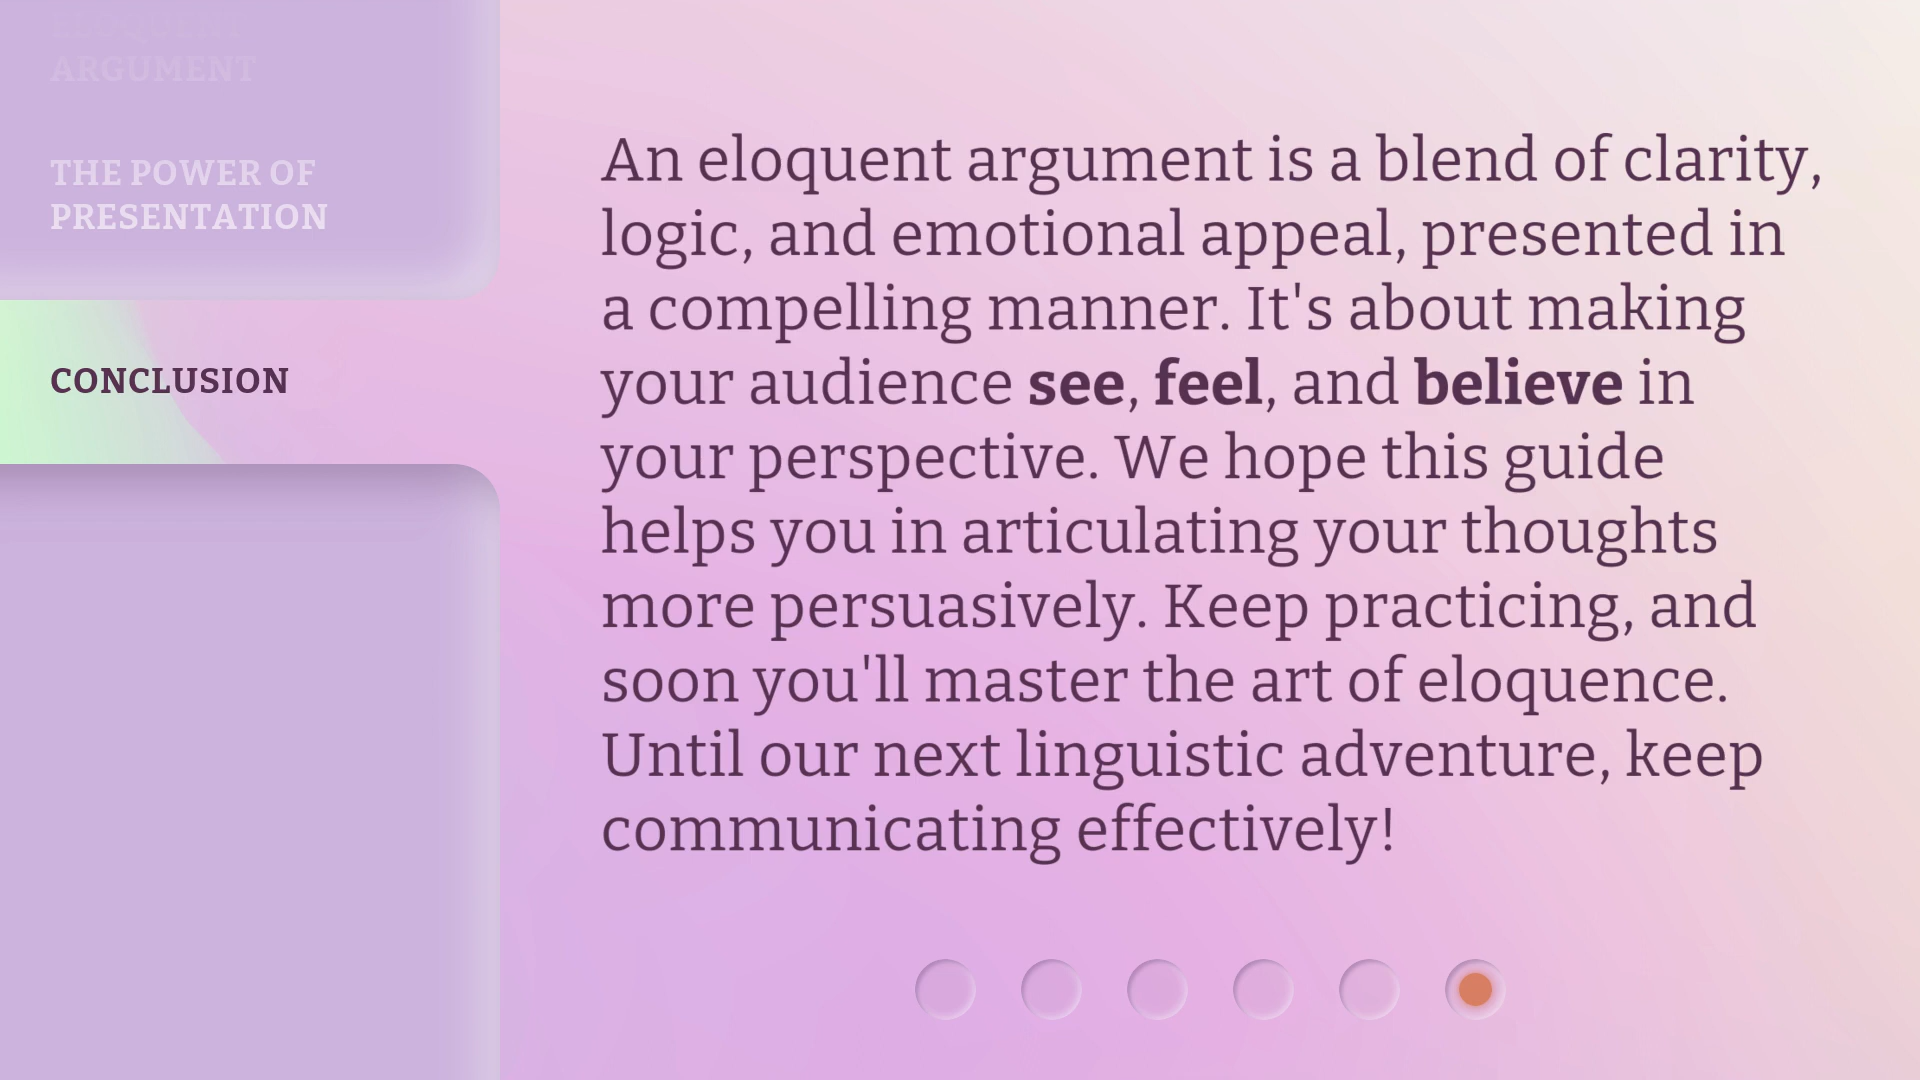 ELOQUENT
ARGUMENT
THE POWER OF
PRESENTATION
CONCLUSION
An eloquent argument is a blend of clarity,
logic, and emotional appeal, presented in
a compelling manner. It's about making
your audience see, feel, and believe in
your perspective. We hope this guide
helps you in articulating your thoughts
more persuasively. Keep practicing, and
soon you'll master the art of eloquence.
Until our next linguistic adventure, keep
communicating effectively!